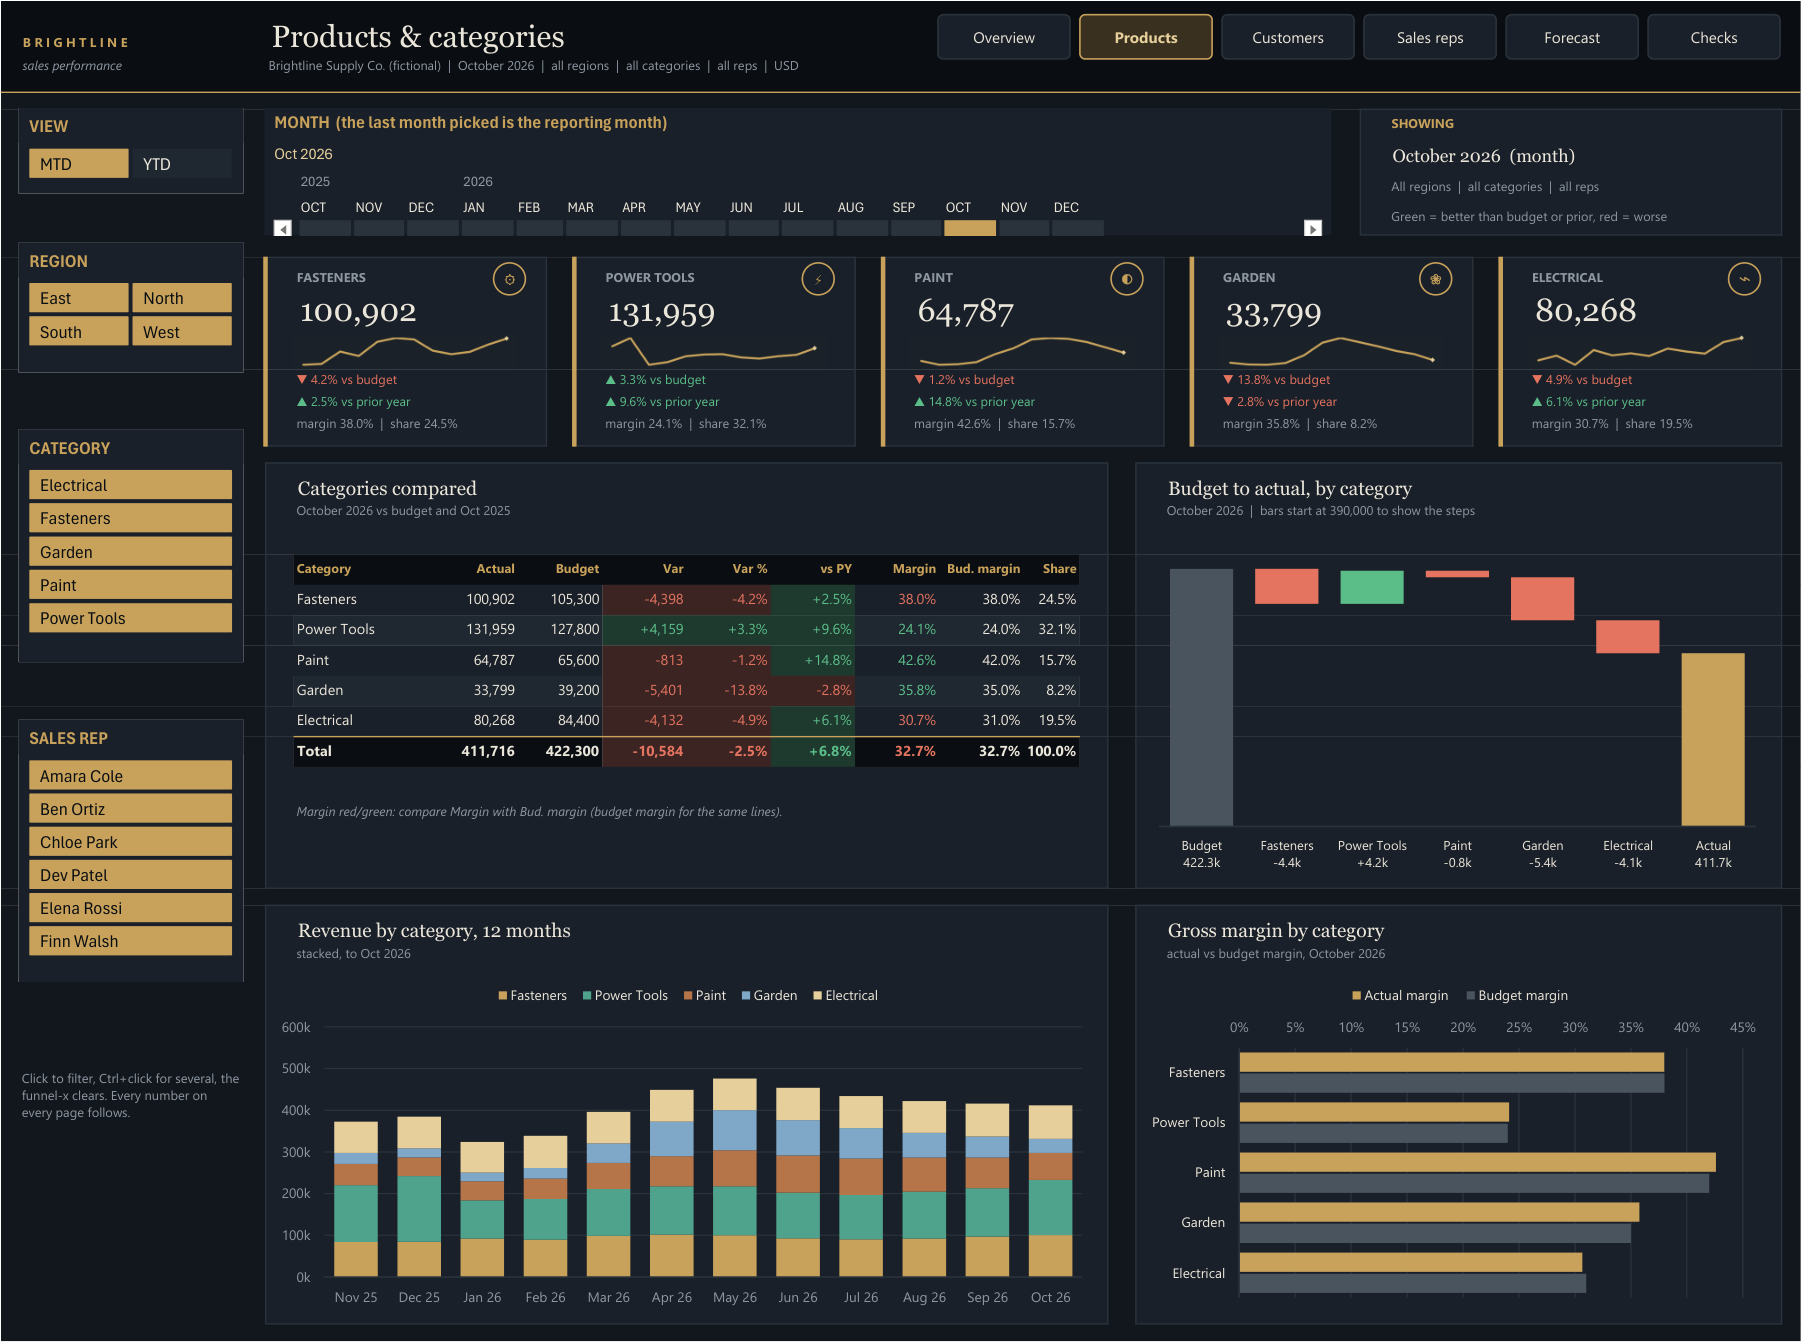 BRIGHTLINE
sales performance
Products & categories
Brightline Supply Co. (fictional) | October 2026 | all regions | all categories | all reps | USD
Overview
Products
Customers
Sales reps
Forecast
Checks
VIEW
MTD YTD
MONTH (the last month picked is the reporting month)
Oct 2026
2025 2026
OCT NOV DEC JAN FEB MAR APR MAY JUN JUL AUG SEP OCT NOV DEC
SHOWING
October 2026 (month)
All regions | all categories | all reps
Green = better than budget or prior, red = worse
REGION
East North
South West
CATEGORY
Electrical
Fasteners
Garden
Paint
Power Tools
SALES REP
Amara Cole
Ben Ortiz
Chloe Park
Dev Patel
Elena Rossi
Finn Walsh
Click to filter, Ctrl+click for several, the
funnel-x clears. Every number on
every page follows.
FASTENERS
100,902
▼ 4.2% vs budget
▲ 2.5% vs prior year
margin 38.0% | share 24.5%
POWER TOOLS
131,959
▲ 3.3% vs budget
▲ 9.6% vs prior year
margin 24.1% | share 32.1%
PAINT
64,787
▼ 1.2% vs budget
▲ 14.8% vs prior year
margin 42.6% | share 15.7%
GARDEN
33,799
▼ 13.8% vs budget
▼ 2.8% vs prior year
margin 35.8% | share 8.2%
ELECTRICAL
80,268
▼ 4.9% vs budget
▲ 6.1% vs prior year
margin 30.7% | share 19.5%
Categories compared
October 2026 vs budget and Oct 2025
Category Actual Budget Var Var % vs PY Margin Bud. margin Share
Fasteners 100,902 105,300 -4,398 -4.2% +2.5% 38.0% 38.0% 24.5%
Power Tools 131,959 127,800 +4,159 +3.3% +9.6% 24.1% 24.0% 32.1%
Paint 64,787 65,600 -813 -1.2% +14.8% 42.6% 42.0% 15.7%
Garden 33,799 39,200 -5,401 -13.8% -2.8% 35.8% 35.0% 8.2%
Electrical 80,268 84,400 -4,132 -4.9% +6.1% 30.7% 31.0% 19.5%
Total 411,716 422,300 -10,584 -2.5% +6.8% 32.7% 32.7% 100.0%
Margin red/green: compare Margin with Bud. margin (budget margin for the same lines).
Budget to actual, by category
October 2026 | bars start at 390,000 to show the steps
Budget Fasteners Power Tools Paint Garden Electrical Actual
422.3k -4.4k +4.2k -0.8k -5.4k -4.1k 411.7k
Revenue by category, 12 months
stacked, to Oct 2026
Fasteners Power Tools Paint Garden Electrical
600k
500k
400k
300k
200k
100k
0k
Nov 25 Dec 25 Jan 26 Feb 26 Mar 26 Apr 26 May 26 Jun 26 Jul 26 Aug 26 Sep 26 Oct 26
Gross margin by category
actual vs budget margin, October 2026
Actual margin Budget margin
0% 5% 10% 15% 20% 25% 30% 35% 40% 45%
Fasteners
Power Tools
Paint
Garden
Electrical